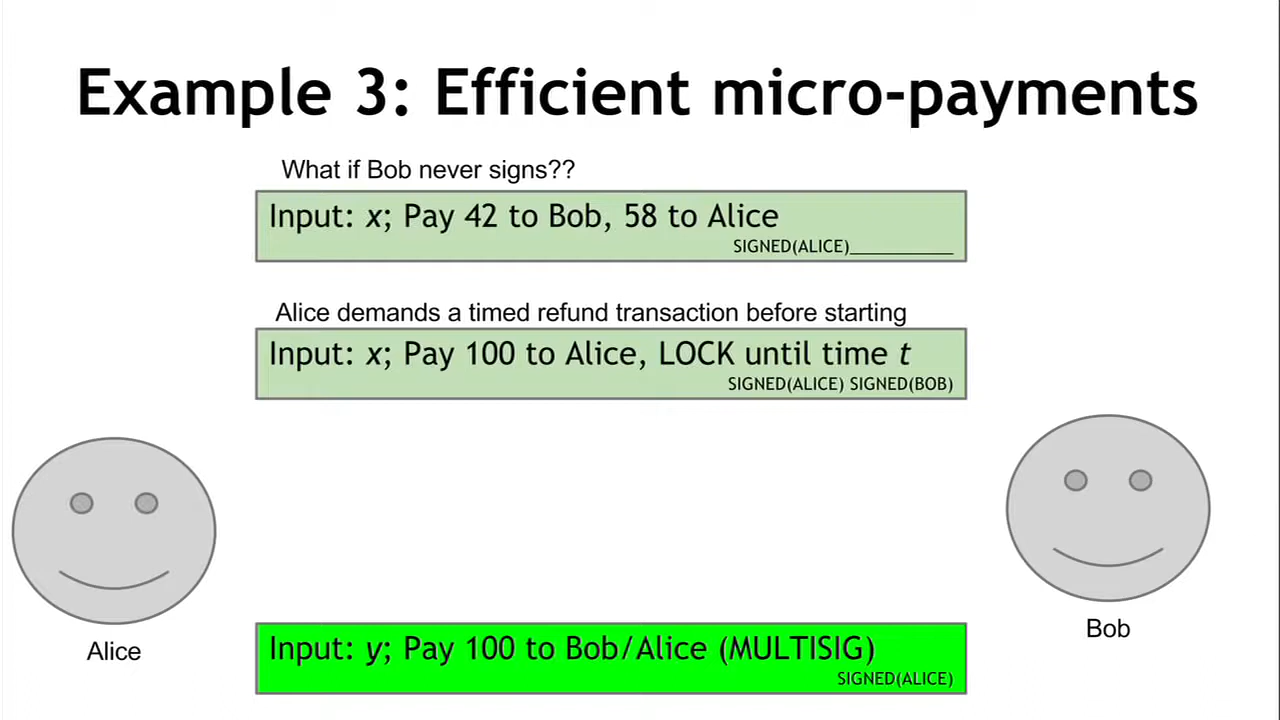 Example 3: Efficient micro-payments
What if Bob never signs??
Input: x; Pay 42 to Bob, 58 to Alice
SIGNED(ALICE)___________
Alice demands a timed refund transaction before starting
Input: x; Pay 100 to Alice, LOCK until time t
SIGNED(ALICE) SIGNED(BOB)
Alice
Bob
Input: y; Pay 100 to Bob/Alice (MULTISIG)
SIGNED(ALICE)